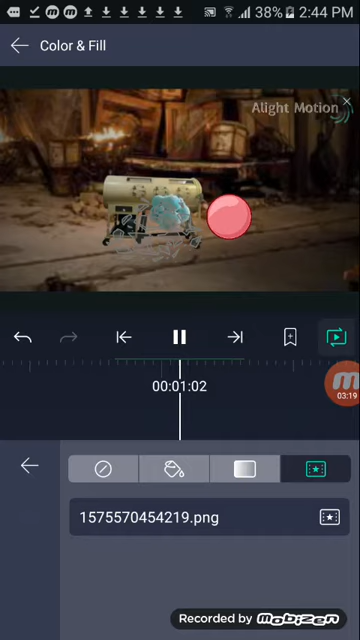 38% 2:44 PM
Color & Fill
Alight Motion
00:01:02
03:19
1575570454219.png
Recorded by Mobizen